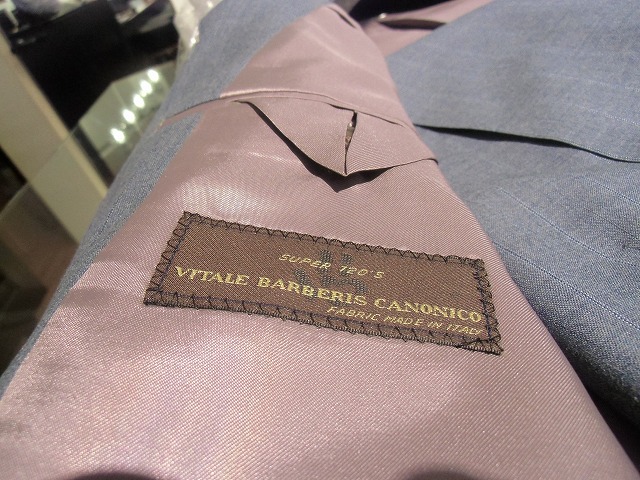 SUPER 120'S
VITALE BARBERIS CANONICO
FABRIC MADE IN ITALY